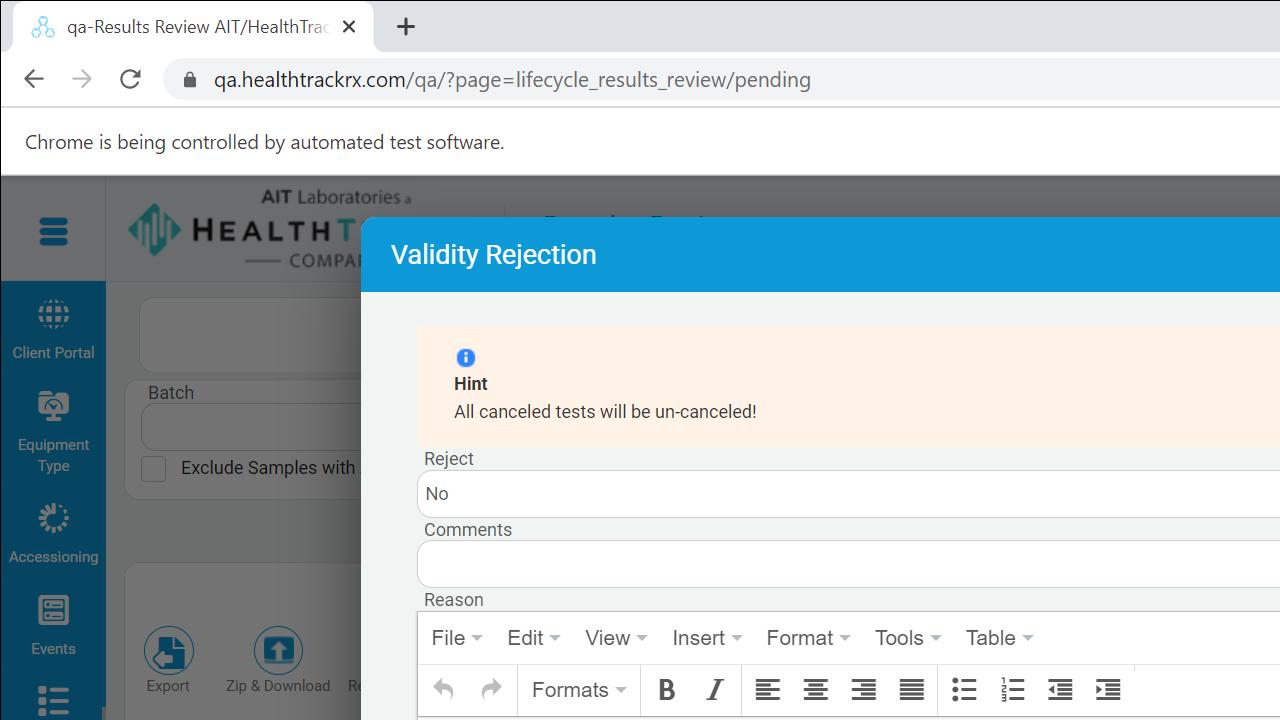 qa-Results Review AIT/HealthTrac
qa.healthtrackrx.com/qa/?page=lifecycle_results_review/pending
Chrome is being controlled by automated test software.
AIT Laboratories a
HEALTHT
COMPA
Validity Rejection
Client Portal
Equipment
Type
Accessioning
Events
Batch
Exclude Samples with
Export
Zip & Download
Re
Hint
All canceled tests will be un-canceled!
Reject
No
Comments
Reason
File Edit View Insert Format Tools Table
Formats B I